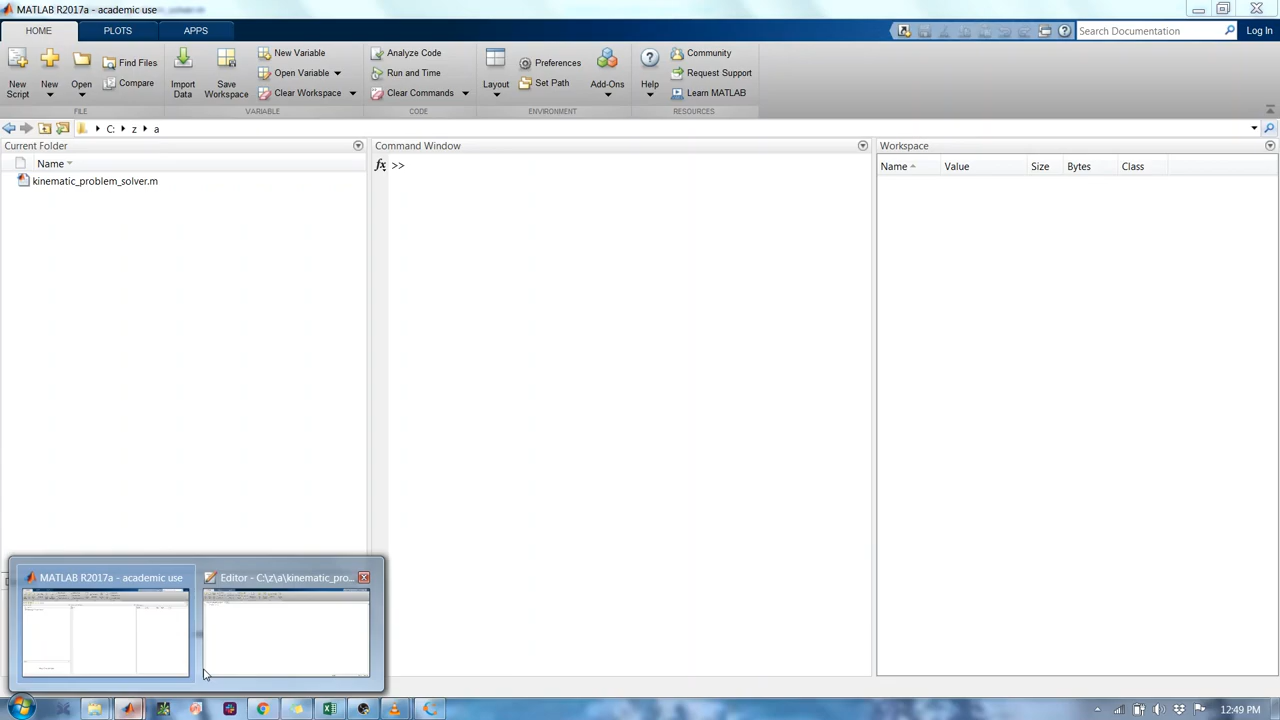 MATLAB R2017a - academic use
HOME
PLOTS
APPS
Search Documentation
Log In
New Script
New
Open
Find Files
Compare
Import Data
Save Workspace
New Variable
Open Variable
Clear Workspace
Analyze Code
Run and Time
Clear Commands
Layout
Preferences
Set Path
Add-Ons
Help
Community
Request Support
Learn MATLAB
FILE
VARIABLE
CODE
ENVIRONMENT
RESOURCES
C:
z
a
Current Folder
Command Window
Workspace
Name
fx >>
Name
Value
Size
Bytes
Class
kinematic_problem_solver.m
MATLAB R2017a - academic use
Editor - C:\z\a\kinematic_pro...
12:49 PM